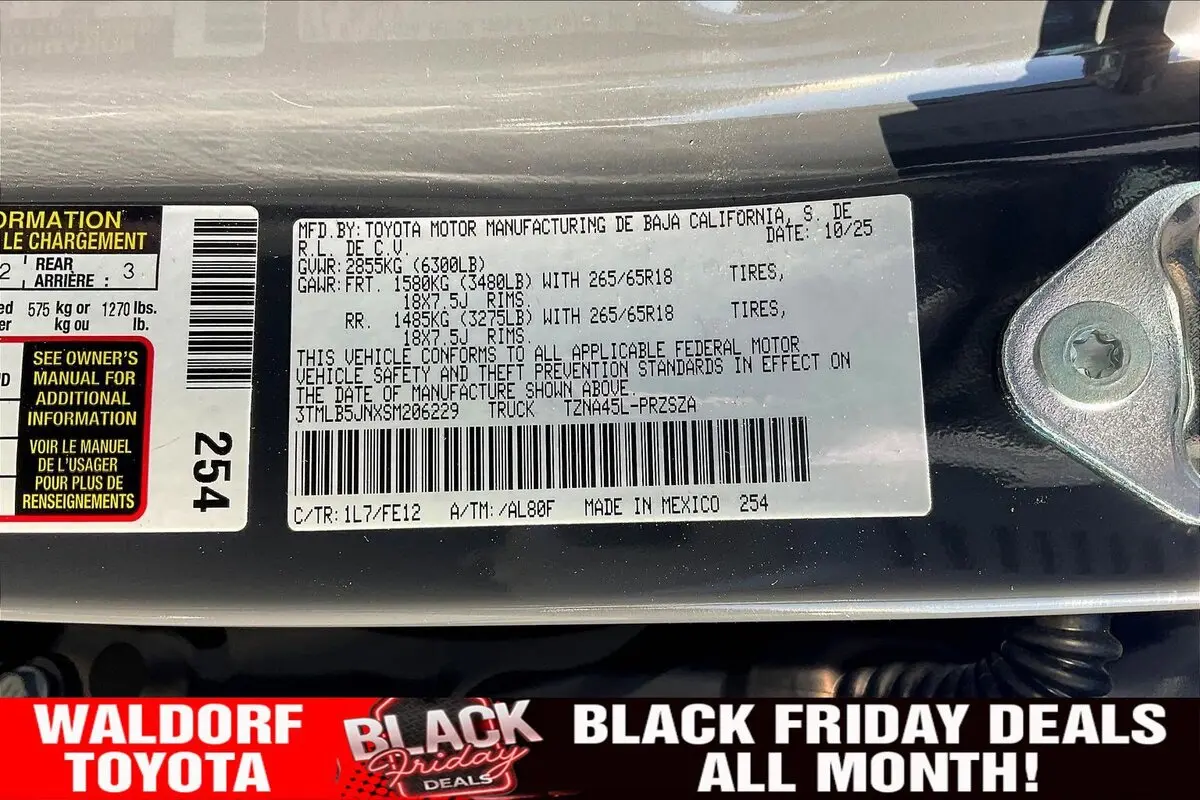 ORMATION
LE CHARGEMENT
2 REAR ARRIÈRE : 3
575 kg or 1270 lbs.
kg ou lb.
SEE OWNER'S
MANUAL FOR
ADDITIONAL
INFORMATION
VOIR LE MANUEL
DE L'USAGER
POUR PLUS DE
RENSEIGNEMENTS
254
MFD.BY:TOYOTA MOTOR MANUFACTURING DE BAJA CALIFORNIA, S. DE
R.L. DE C.V. DATE: 10/25
GVWR:2855KG (6300LB)
GAWR:FRT. 1580KG (3480LB) WITH 265/65R18 TIRES,
18X7.5J RIMS.
RR. 1485KG (3275LB) WITH 265/65R18 TIRES,
18X7.5J RIMS.
THIS VEHICLE CONFORMS TO ALL APPLICABLE FEDERAL MOTOR
VEHICLE SAFETY AND THEFT PREVENTION STANDARDS IN EFFECT ON
THE DATE OF MANUFACTURE SHOWN ABOVE.
3TMLB5JNXSM206229 TRUCK TZNA45L-PRZSZA
C/TR:1L7/FE12 A/TM:/AL80F MADE IN MEXICO 254
WALDORF
TOYOTA
BLACK
Friday
DEALS
BLACK FRIDAY DEALS
ALL MONTH!